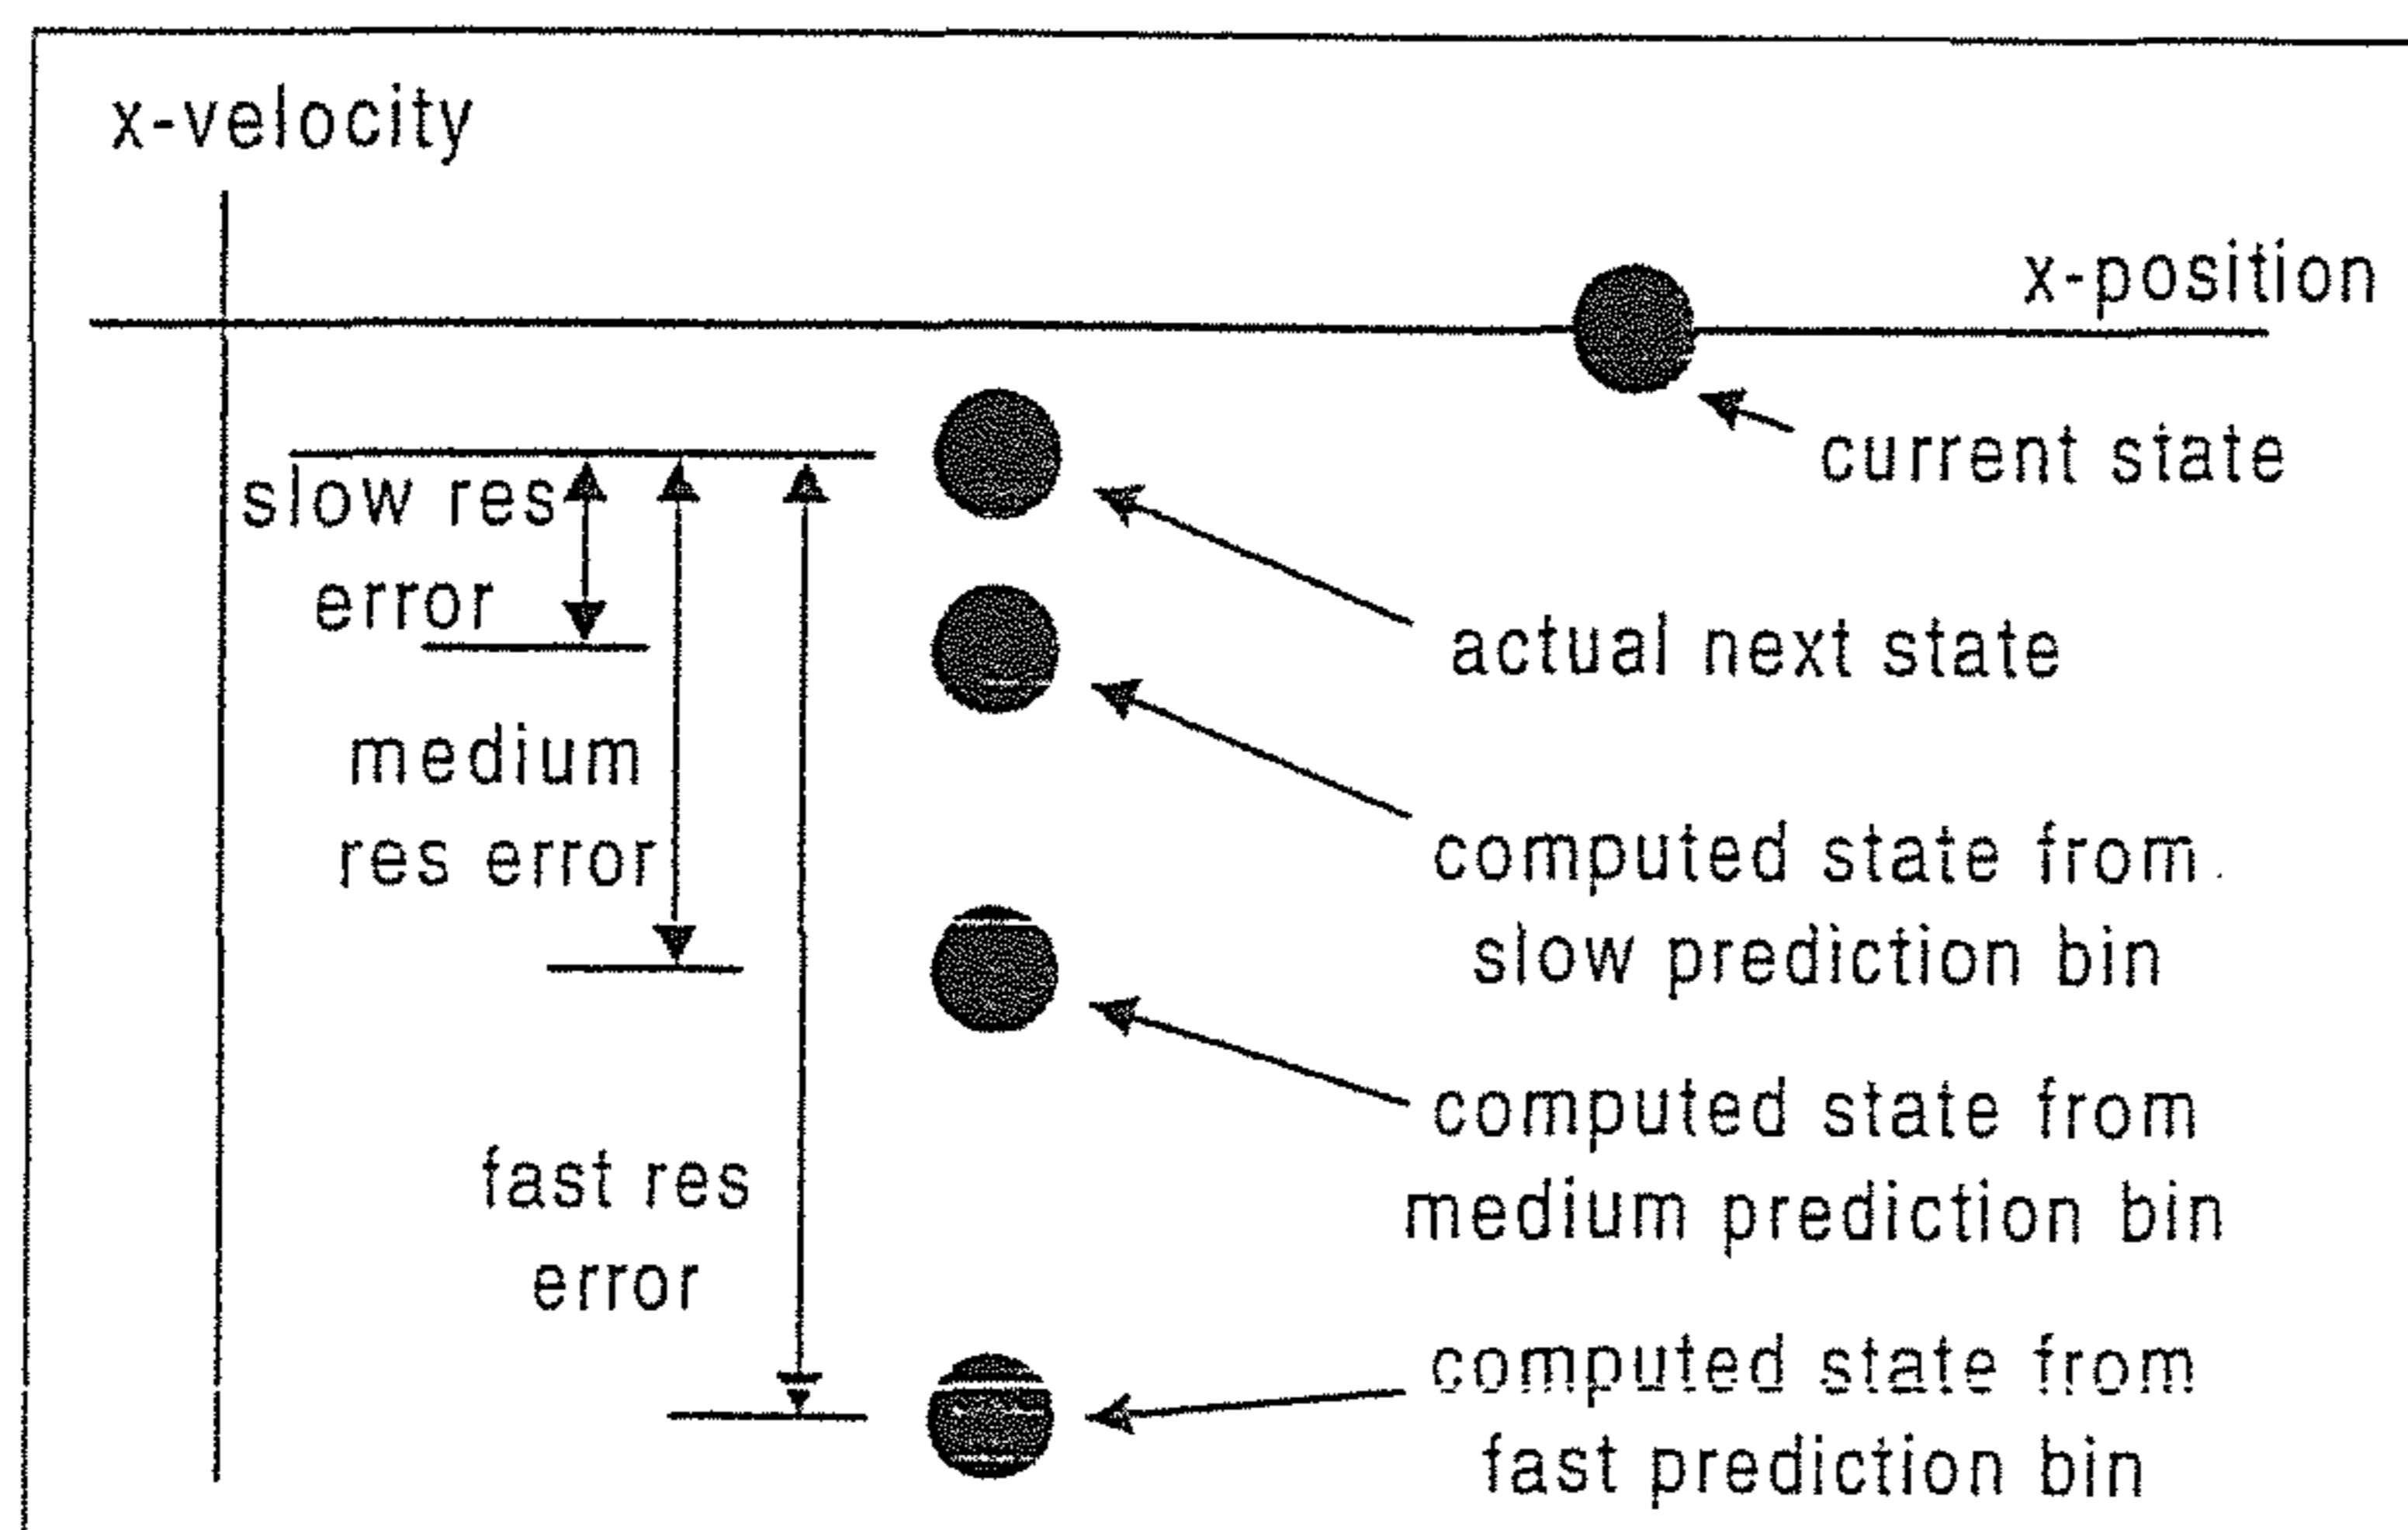 x-velocity
x-position
current state
slow res
error
actual next state
medium
res error
computed state from
slow prediction bin
computed state from
medium prediction bin
fast res
error
computed state from
fast prediction bin